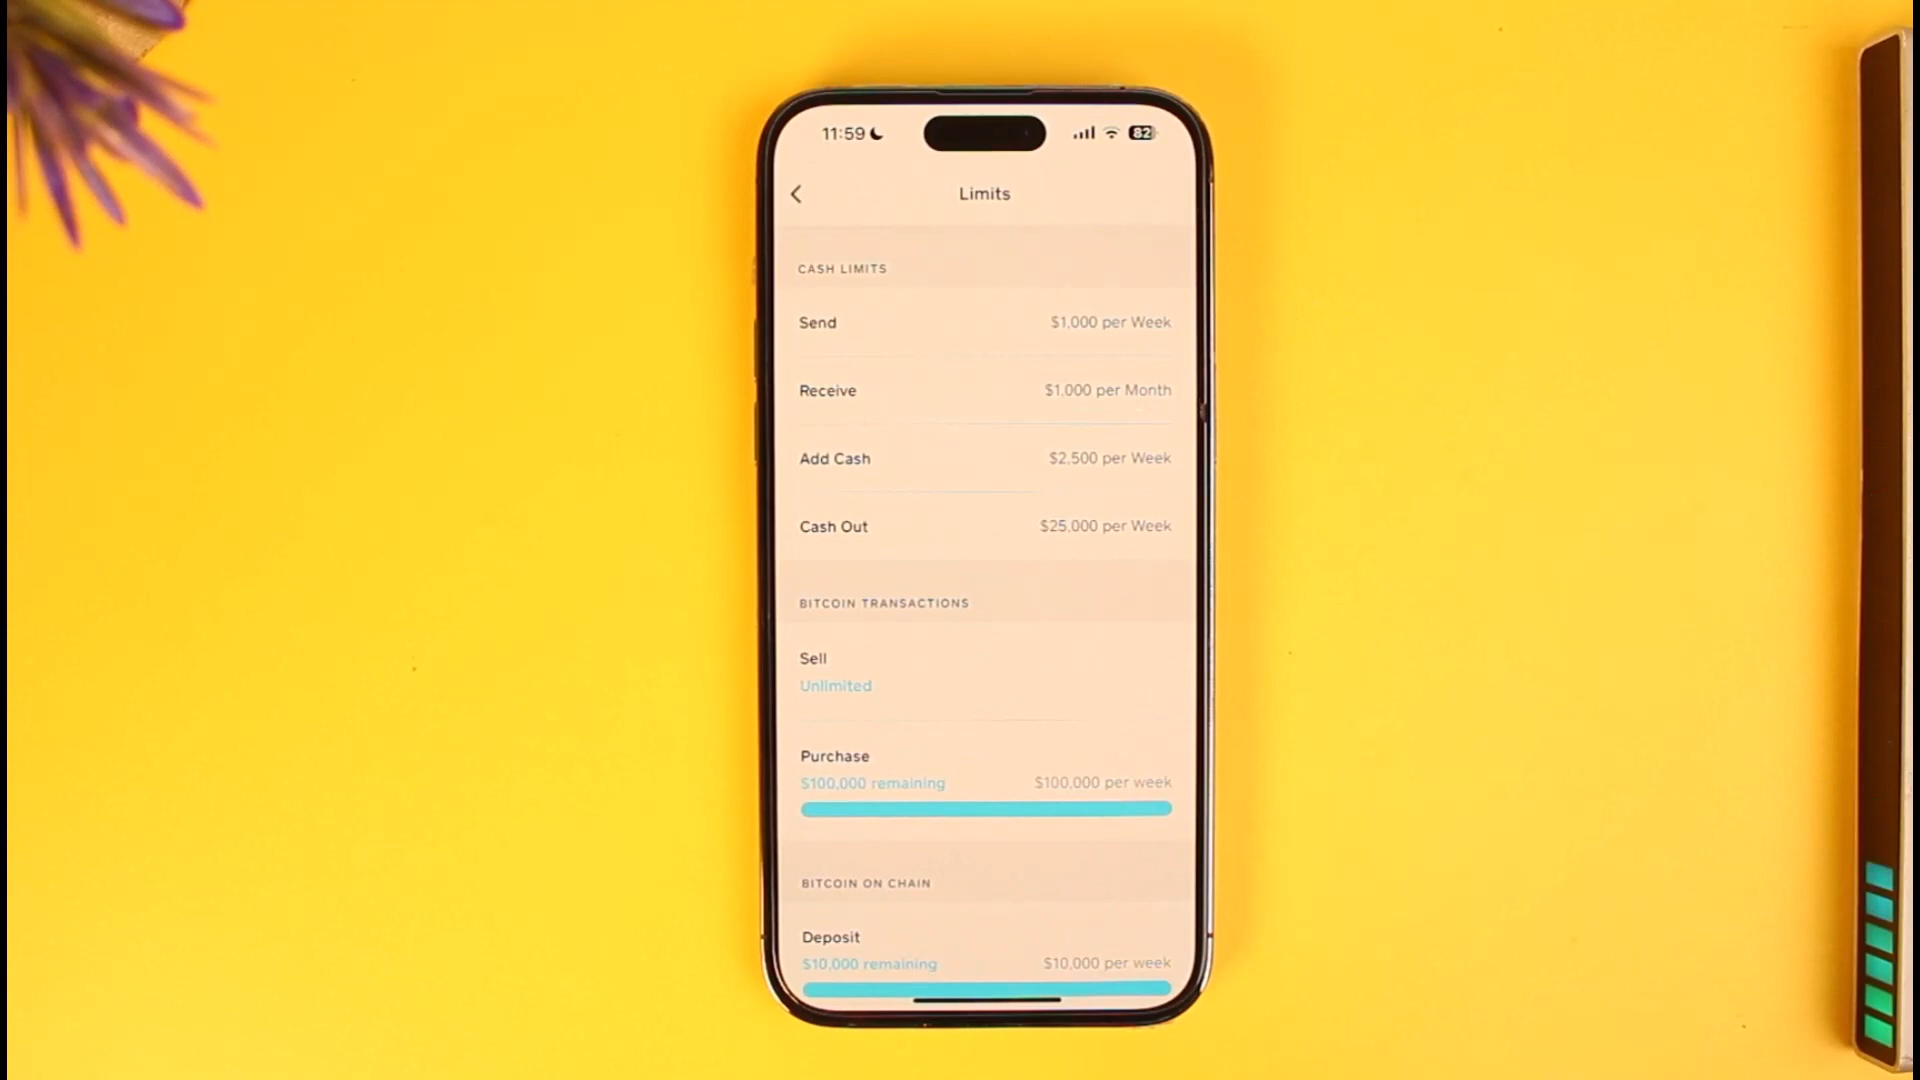 11:59
82
Limits
CASH LIMITS
Send $1,000 per Week
Receive $1,000 per Month
Add Cash $2,500 per Week
Cash Out $25,000 per Week
BITCOIN TRANSACTIONS
Sell
Unlimited
Purchase
$100,000 remaining $100,000 per week
BITCOIN ON CHAIN
Deposit
$10,000 remaining $10,000 per week